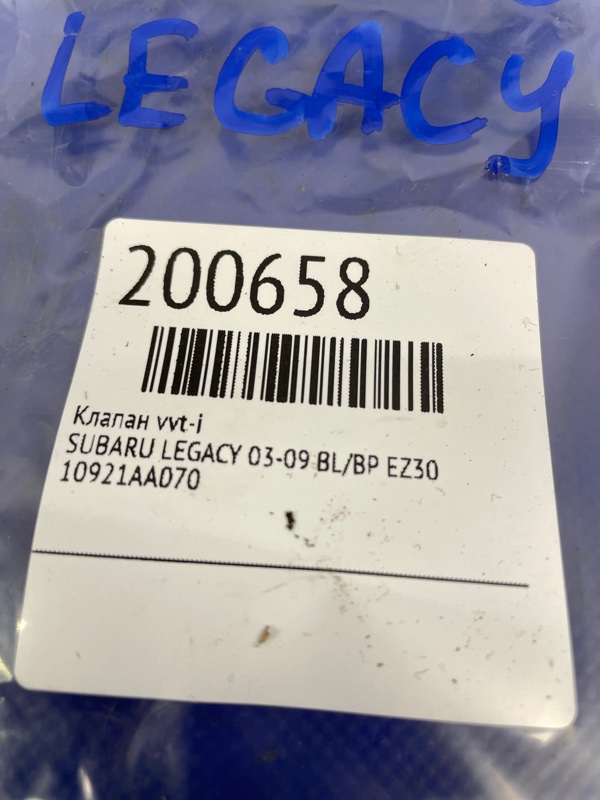 LEGACY
200658
Клапан vvt-i
SUBARU LEGACY 03-09 BL/BP EZ30
10921AA070